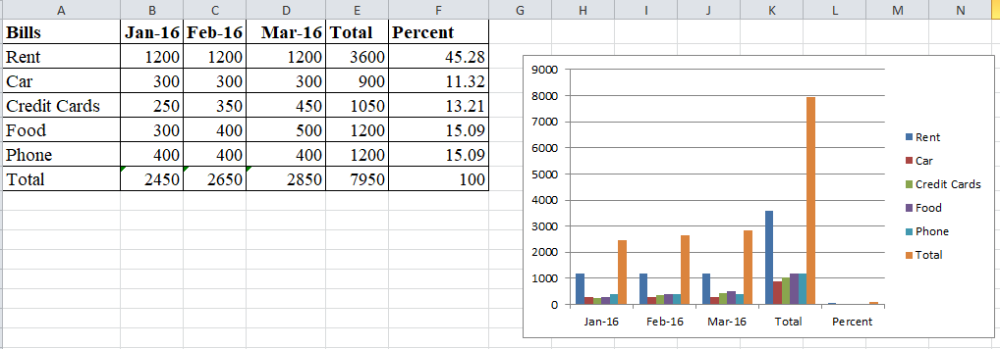 A B C D E F G H I J K L M N
Bills Jan-16 Feb-16 Mar-16 Total Percent
Rent 1200 1200 1200 3600 45.28
Car 300 300 300 900 11.32
Credit Cards 250 350 450 1050 13.21
Food 300 400 500 1200 15.09
Phone 400 400 400 1200 15.09
Total 2450 2650 2850 7950 100
9000
8000
7000
6000
5000
4000
3000
2000
1000
0
Jan-16 Feb-16 Mar-16 Total Percent
Rent
Car
Credit Cards
Food
Phone
Total